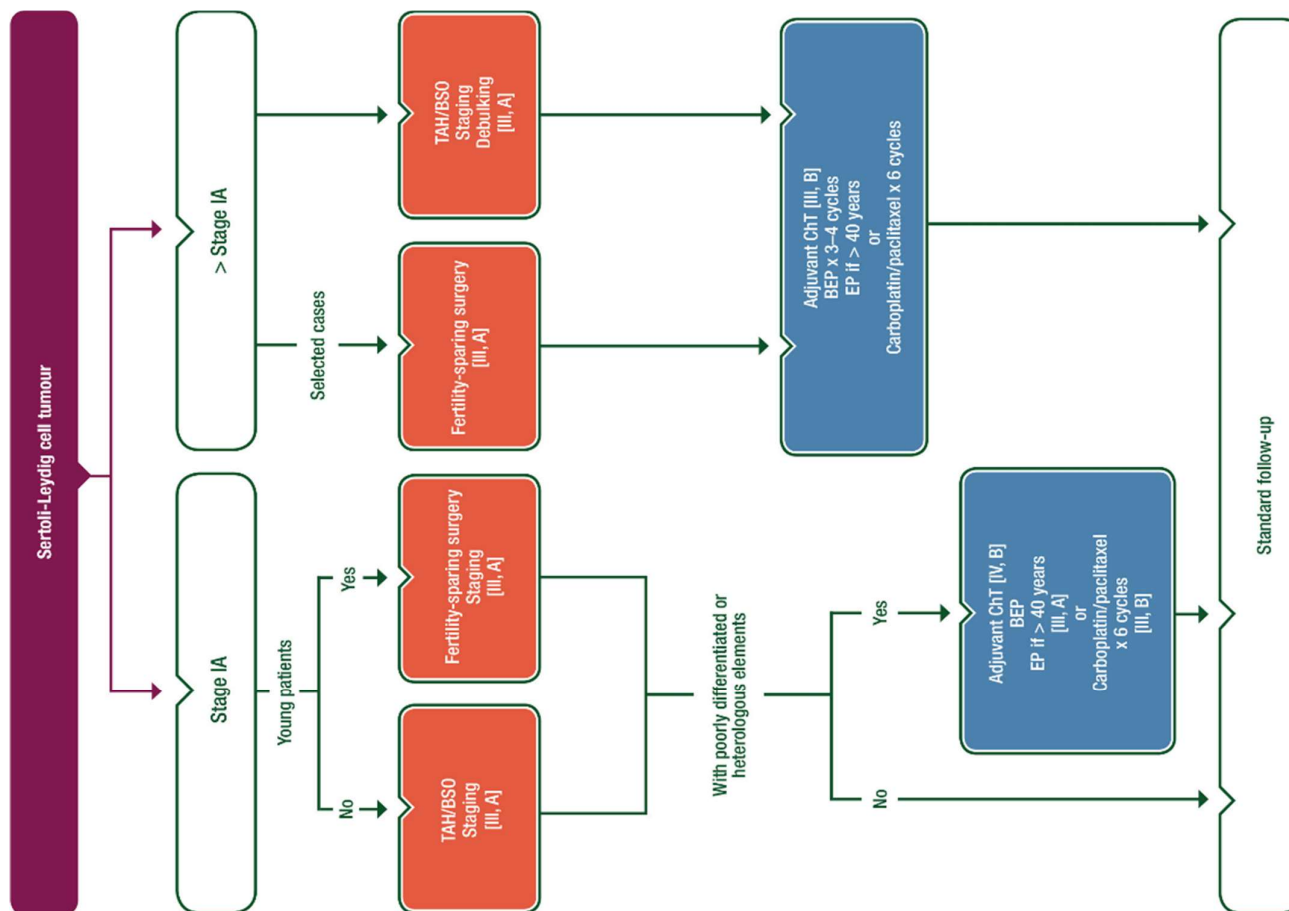 Sertoli-Leydig cell tumour
Stage IA
> Stage IA
Young patients
No
Yes
Selected cases
TAH/BSO
Staging
[III, A]
Fertility-sparing surgery
Staging
[III, A]
Fertility-sparing surgery
[III, A]
TAH/BSO
Staging
Debulking
[III, A]
With poorly differentiated or
heterologous elements
No
Yes
Adjuvant ChT [IV, B]
BEP
EP if > 40 years
[III, A]
or
Carboplatin/paclitaxel
x 6 cycles
[III, B]
Adjuvant ChT [III, B]
BEP x 3–4 cycles
EP if > 40 years
or
Carboplatin/paclitaxel x 6 cycles
Standard follow-up